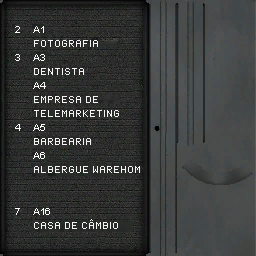 2 A1
FOTOGRAFIA
3 A3
DENTISTA
A4
EMPRESA DE
TELEMARKETING
4 A5
BARBEARIA
A6
ALBERGUE WAREHOM
7 A16
CASA DE CÂMBIO